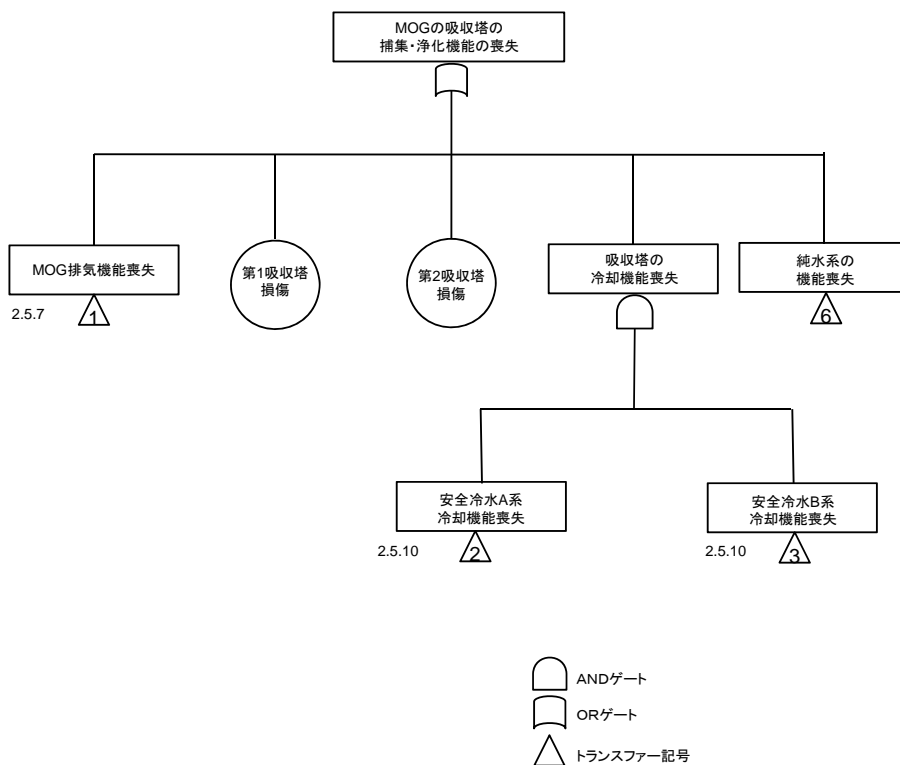 MOGの吸収塔の
捕集・浄化機能の喪失
MOG排気機能喪失
第1吸収塔
損傷
第2吸収塔
損傷
吸収塔の
冷却機能喪失
純水系の
機能喪失
2.5.7
1
6
安全冷水A系
冷却機能喪失
安全冷水B系
冷却機能喪失
2.5.10
2
2.5.10
3
ANDゲート
ORゲート
トランスファー記号